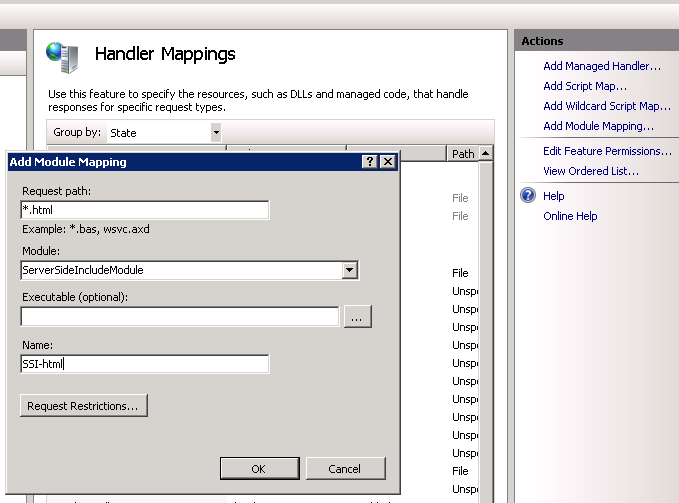 Handler Mappings
Use this feature to specify the resources, such as DLLs and managed code, that handle
responses for specific request types.
Group by: State
Path
File
File
File
Unsp
Unsp
Unsp
Unsp
Unsp
Unsp
Unsp
Unsp
Unsp
Unsp
File
Unsp
Add Module Mapping
Request path:
*.html
Example: *.bas, wsvc.axd
Module:
ServerSideIncludeModule
Executable (optional):
...
Name:
SSI-html
Request Restrictions...
OK Cancel
Actions
Add Managed Handler...
Add Script Map...
Add Wildcard Script Map...
Add Module Mapping...
Edit Feature Permissions...
View Ordered List...
Help
Online Help